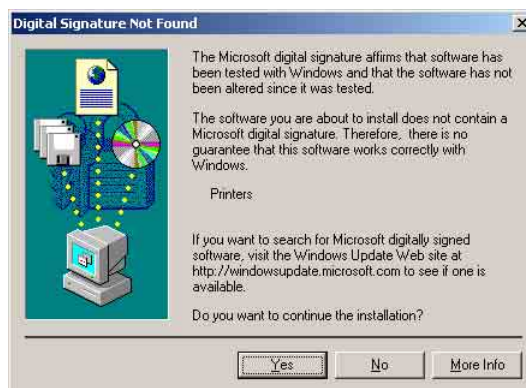 Digital Signature Not Found
The Microsoft digital signature affirms that software has
been tested with Windows and that the software has not
been altered since it was tested.
The software you are about to install does not contain a
Microsoft digital signature. Therefore, there is no
guarantee that this software works correctly with
Windows.
Printers
If you want to search for Microsoft digitally signed
software, visit the Windows Update Web site at
http://windowsupdate.microsoft.com to see if one is
available.
Do you want to continue the installation?
Yes No More Info